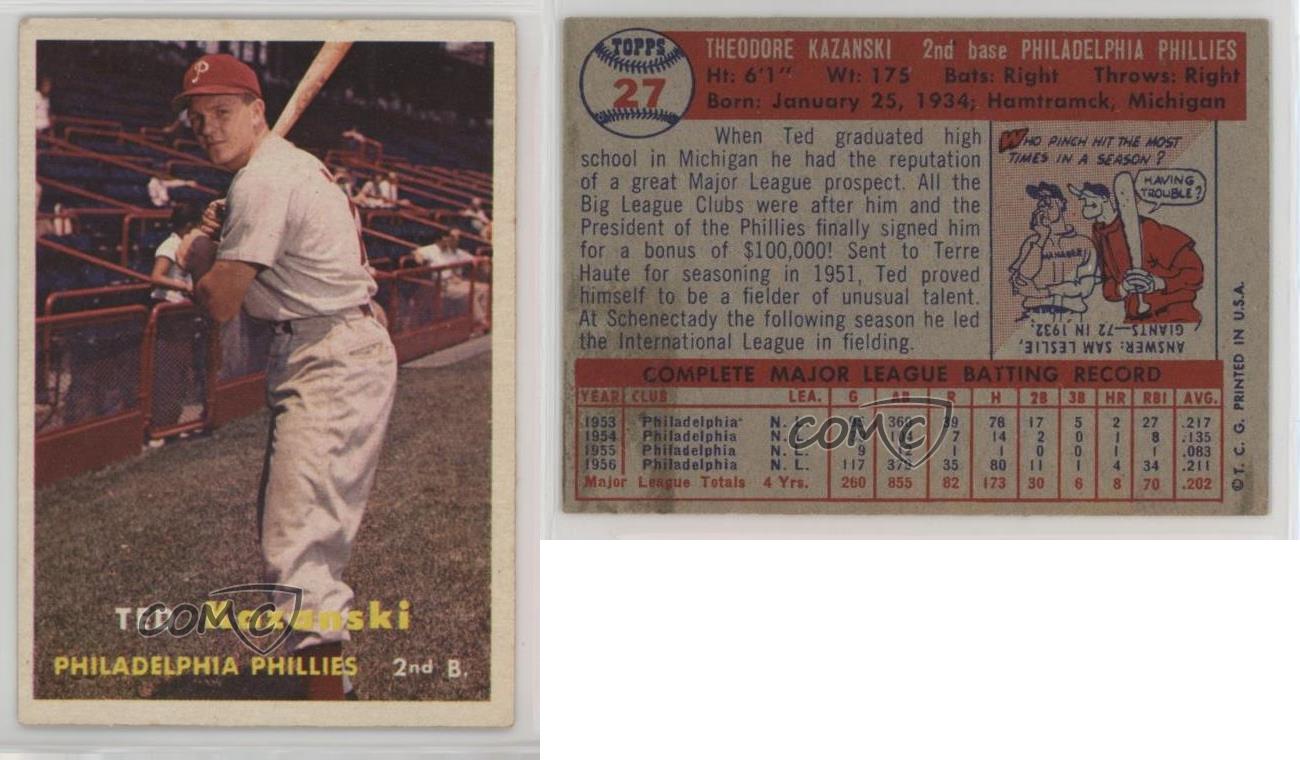 P
TED Kazanski
PHILADELPHIA PHILLIES 2nd B.
COMC
TOPPS
27
THEODORE KAZANSKI 2nd base PHILADELPHIA PHILLIES
Ht: 6'1" Wt: 175 Bats: Right Throws: Right
Born: January 25, 1934; Hamtramck, Michigan
When Ted graduated high
school in Michigan he had the reputation
of a great Major League prospect. All the
Big League Clubs were after him and the
President of the Phillies finally signed him
for a bonus of $100,000! Sent to Terre
Haute for seasoning in 1951, Ted proved
himself to be a fielder of unusual talent.
At Schenectady the following season he led
the International League in fielding.
WHO PINCH HIT THE MOST
TIMES IN A SEASON?
HAVING
TROUBLE?
MANAGER
ANSWER: SAM LESLIE,
GIANTS—72 IN 1932.
COMPLETE MAJOR LEAGUE BATTING RECORD
YEAR CLUB LEA. G AB R H 2B 3B HR RBI AVG.
1953 Philadelphia N. L. 360 39 78 17 5 2 27 .217
1954 Philadelphia N. L. 7 14 2 0 1 8 .135
1955 Philadelphia N. L. 9 12 1 1 0 0 1 1 .083
1956 Philadelphia N. L. 117 379 35 80 11 1 4 34 .211
Major League Totals 4 Yrs. 260 855 82 173 30 6 8 70 .202
COMC
© T. C. G. PRINTED IN U.S.A.